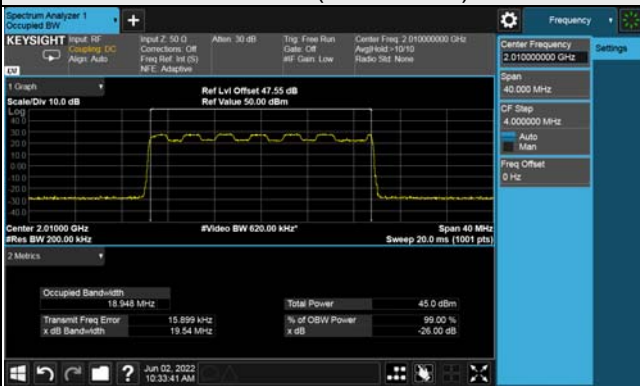 Spectrum Analyzer 1
Occupied BW
Frequency
KEYSIGHT
Input: RF
Coupling: DC
Align: Auto
Input Z: 50 Ω
Corrections: Off
Freq Ref: Int (S)
NFE: Adaptive
Atten: 30 dB
Trig: Free Run
Gate: Off
#IF Gain: Low
Center Freq: 2.010000000 GHz
Avg|Hold:>10/10
Radio Std: None
Center Frequency
2.010000000 GHz
Settings
Span
40.000 MHz
CF Step
4.000000 MHz
Auto
Man
Freq Offset
0 Hz
1 Graph
Scale/Div 10.0 dB
Ref Lvl Offset 47.55 dB
Ref Value 50.00 dBm
Log
40.0
30.0
20.0
10.0
0.00
-10.0
-20.0
-30.0
-40.0
Center 2.01000 GHz
#Res BW 200.00 kHz
#Video BW 620.00 kHz*
Span 40 MHz
Sweep 20.0 ms (1001 pts)
2 Metrics
Occupied Bandwidth
18.948 MHz
Total Power
45.0 dBm
Transmit Freq Error
15.899 kHz
% of OBW Power
99.00 %
x dB Bandwidth
19.54 MHz
x dB
-26.00 dB
Jun 02, 2022
10:33:41 AM